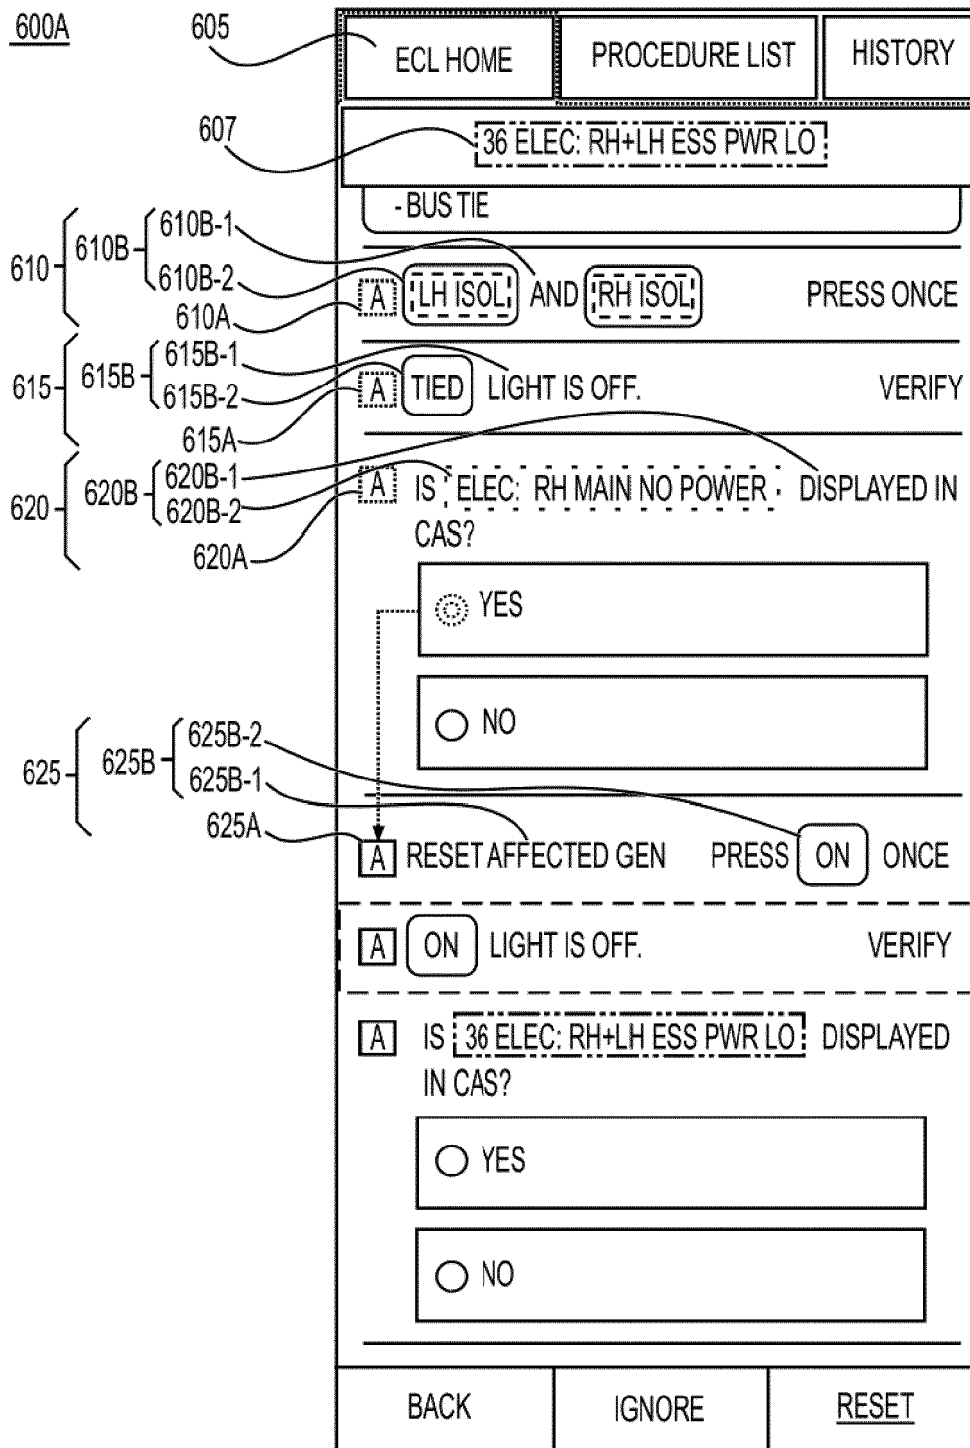 600A
605
ECL HOME
PROCEDURE LIST
HISTORY
607
36 ELEC: RH+LH ESS PWR LO
- BUS TIE
610
610B
610B-1
610B-2
610A
A LH ISOL AND RH ISOL PRESS ONCE
615
615B
615B-1
615B-2
615A
A TIED LIGHT IS OFF. VERIFY
620
620B
620B-1
620B-2
620A
A IS ELEC: RH MAIN NO POWER DISPLAYED IN
CAS?
YES
NO
625
625B
625B-2
625B-1
625A
A RESET AFFECTED GEN PRESS ON ONCE
A ON LIGHT IS OFF. VERIFY
A IS 36 ELEC: RH+LH ESS PWR LO DISPLAYED
IN CAS?
YES
NO
BACK
IGNORE
RESET